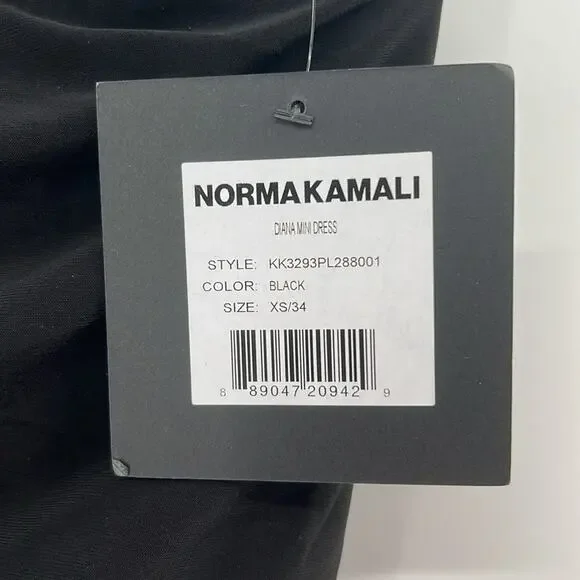 NORMA KAMALI
DIANA MINI DRESS
STYLE: KK3293PL288001
COLOR: BLACK
SIZE: XS/34
8 89047 20942 9